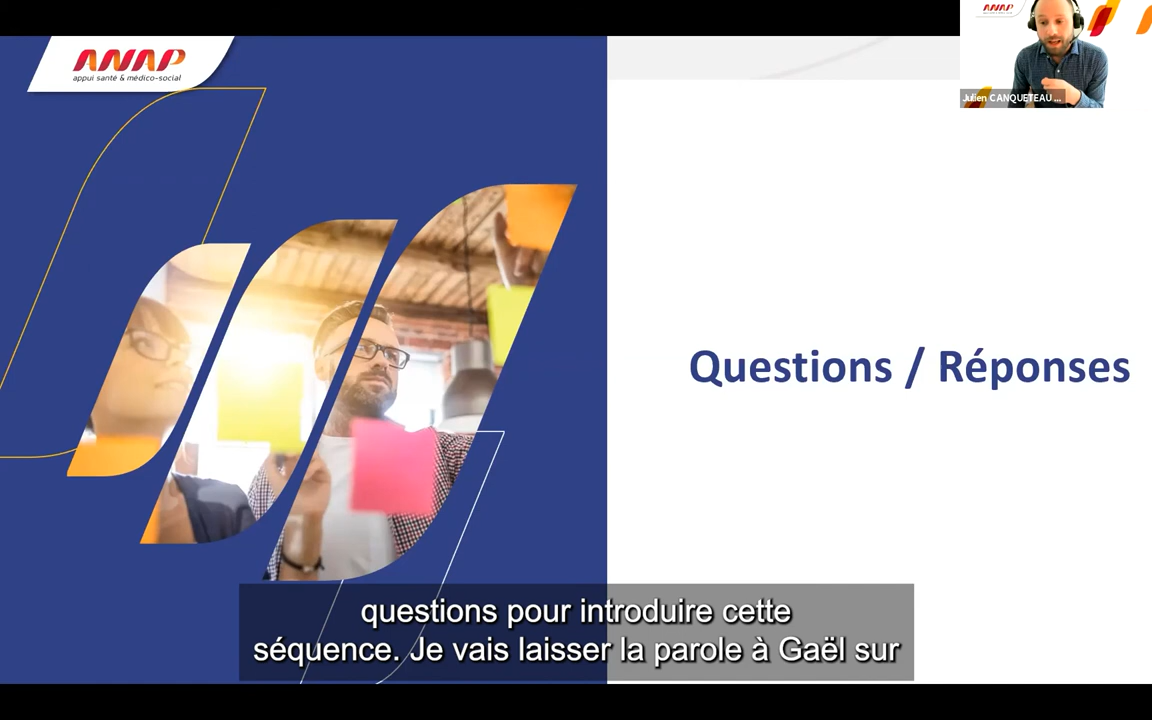 ANAP
appui santé & médico-social
ANAP
Julien CANQUETEAU ...
Questions / Réponses
questions pour introduire cette
séquence. Je vais laisser la parole à Gaël sur